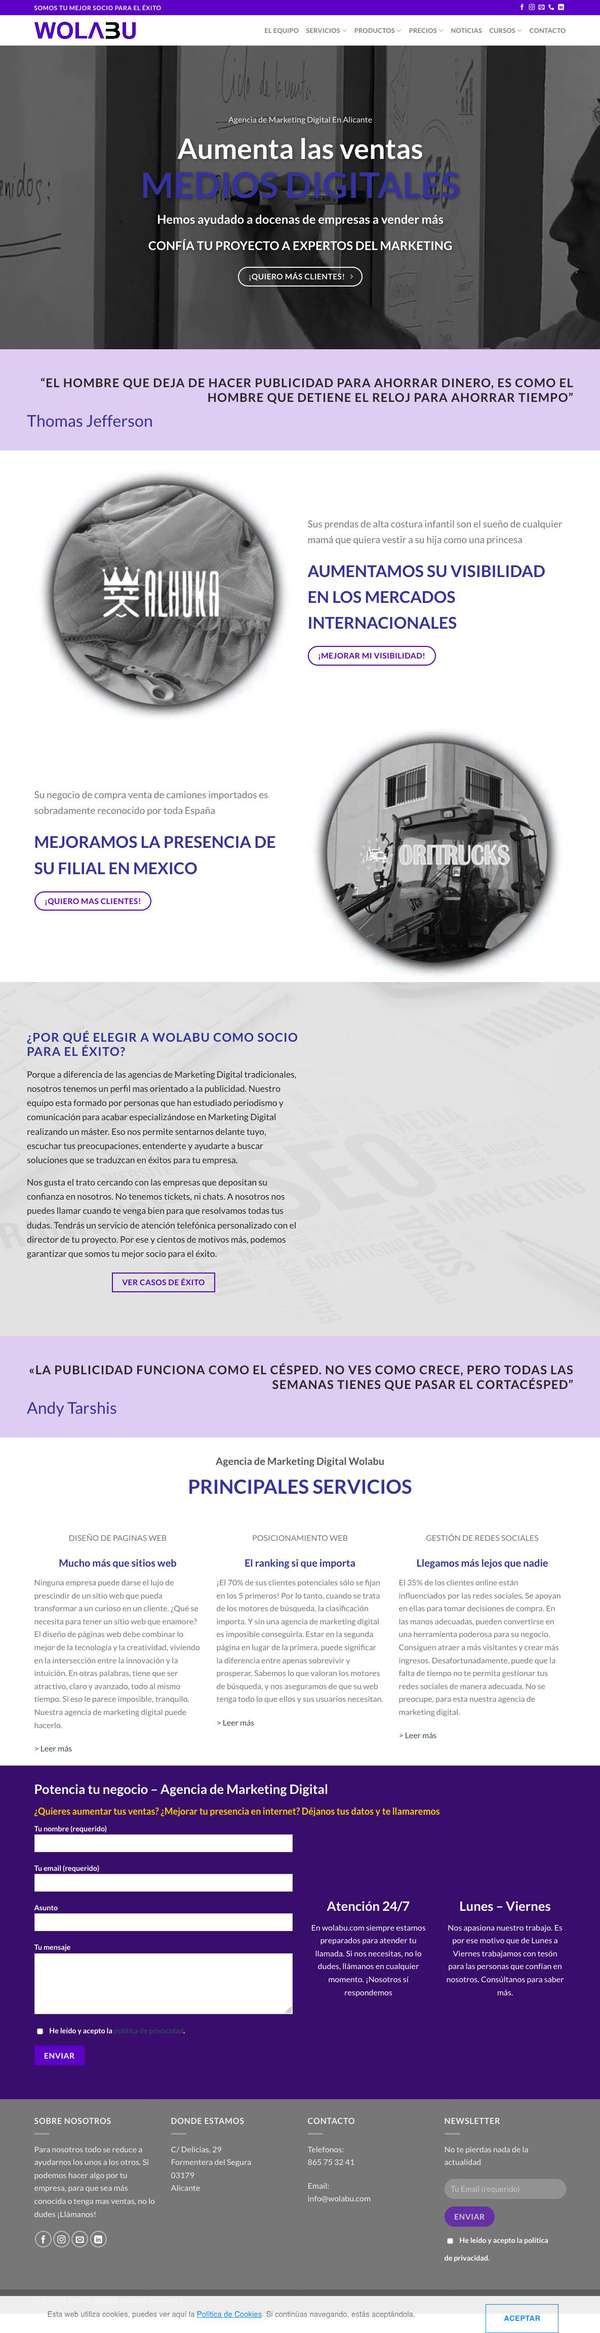 SOMOS TU MEJOR SOCIO PARA EL ÉXITO
WOLABU
EL EQUIPO SERVICIOS PRODUCTOS PRECIOS NOTICIAS CURSOS CONTACTO
Ciclo de la venta
Agencia de Marketing Digital En Alicante
Aumenta las ventas
MEDIOS DIGITALES
Hemos ayudado a docenas de empresas a vender más
CONFÍA TU PROYECTO A EXPERTOS DEL MARKETING
¡QUIERO MÁS CLIENTES!
“EL HOMBRE QUE DEJA DE HACER PUBLICIDAD PARA AHORRAR DINERO, ES COMO EL
HOMBRE QUE DETIENE EL RELOJ PARA AHORRAR TIEMPO”
Thomas Jefferson
ALHUKA
Sus prendas de alta costura infantil son el sueño de cualquier
mamá que quiera vestir a su hija como una princesa
AUMENTAMOS SU VISIBILIDAD
EN LOS MERCADOS
INTERNACIONALES
¡MEJORAR MI VISIBILIDAD!
Su negocio de compra venta de camiones importados es
sobradamente reconocido por toda España
MEJORAMOS LA PRESENCIA DE
SU FILIAL EN MEXICO
¡QUIERO MAS CLIENTES!
ORITRUCKS
¿POR QUÉ ELEGIR A WOLABU COMO SOCIO
PARA EL ÉXITO?
Porque a diferencia de las agencias de Marketing Digital tradicionales,
nosotros tenemos un perfil mas orientado a la publicidad. Nuestro
equipo esta formado por personas que han estudiado periodismo y
comunicación para acabar especializándose en Marketing Digital
realizando un máster. Eso nos permite sentarnos delante tuyo,
escuchar tus preocupaciones, entenderte y ayudarte a buscar
soluciones que se traduzcan en éxitos para tu empresa.
Nos gusta el trato cercando con las empresas que depositan su
confianza en nosotros. No tenemos tickets, ni chats. A nosotros nos
puedes llamar cuando te venga bien para que resolvamos todas tus
dudas. Tendrás un servicio de atención telefónica personalizado con el
director de tu proyecto. Por ese y cientos de motivos más, podemos
garantizar que somos tu mejor socio para el éxito.
VER CASOS DE ÉXITO
SEO
«LA PUBLICIDAD FUNCIONA COMO EL CÉSPED. NO VES COMO CRECE, PERO TODAS LAS
SEMANAS TIENES QUE PASAR EL CORTACÉSPED”
Andy Tarshis
Agencia de Marketing Digital Wolabu
PRINCIPALES SERVICIOS
DISEÑO DE PAGINAS WEB
Mucho más que sitios web
Ninguna empresa puede darse el lujo de
prescindir de un sitio web que pueda
transformar a un curioso en un cliente, ¿Qué se
necesita para tener un sitio web que enamore?
El diseño de páginas web debe combinar lo
mejor de la tecnología y la creatividad, viviendo
en la intersección entre la innovación y la
intuición. En otras palabras, tiene que ser
atractivo, claro y avanzado, todo al mismo
tiempo. Si eso le parece imposible, tranquilo.
Nuestra agencia de marketing digital puede
hacerlo.
> Leer más
POSICIONAMIENTO WEB
El ranking si que importa
¡El 70% de sus clientes potenciales sólo se fijan
en los 5 primeros! Por lo tanto, cuando se trata
de los motores de búsqueda, la clasificación
importa. Y sin una agencia de marketing digital
es imposible conseguirla. Estar en la segunda
página en lugar de la primera, puede significar
la diferencia entre apenas sobrevivir y
prosperar. Sabemos lo que valoran los motores
de búsqueda, y nos aseguramos de que su web
tenga todo lo que ellos y sus usuarios necesitan.
> Leer más
GESTIÓN DE REDES SOCIALES
Llegamos más lejos que nadie
El 35% de los clientes online están
influenciados por las redes sociales. Se apoyan
en ellas para tomar decisiones de compra. En
las manos adecuadas, pueden convertirse en
una herramienta poderosa para su negocio.
Consiguen atraer a más visitantes y crear más
ingresos. Desafortunadamente, puede que la
falta de tiempo no te permita gestionar tus
redes sociales de manera adecuada. No se
preocupe, para esta nuestra agencia de
marketing digital.
> Leer más
Potencia tu negocio – Agencia de Marketing Digital
¿Quieres aumentar tus ventas? ¿Mejorar tu presencia en internet? Déjanos tus datos y te llamaremos
Tu nombre (requerido)
Tu email (requerido)
Asunto
Tu mensaje
He leído y acepto la política de privacidad.
ENVIAR
Atención 24/7
En wolabu.com siempre estamos
preparados para atender tu
llamada. Si nos necesitas, no lo
dudes, llámanos en cualquier
momento. ¡Nosotros sí
respondemos
Lunes – Viernes
Nos apasiona nuestro trabajo. Es
por ese motivo que de Lunes a
Viernes trabajamos con tesón
para las personas que confían en
nosotros. Consúltanos para saber
más.
SOBRE NOSOTROS
Para nosotros todo se reduce a
ayudarnos los unos a los otros. Si
podemos hacer algo por tu
empresa, para que sea más
conocida o tenga mas ventas, no lo
dudes ¡Llámanos!
DONDE ESTAMOS
C/ Delicias, 29
Formentera del Segura
03179
Alicante
CONTACTO
Telefonos:
865 75 32 41
Email:
info@wolabu.com
NEWSLETTER
No te pierdas nada de la
actualidad
Tu Email (requerido)
ENVIAR
He leído y acepto la política
de privacidad.
Esta web utiliza cookies, puedes ver aquí la Política de Cookies. Si continúas navegando, estás aceptándola.
ACEPTAR